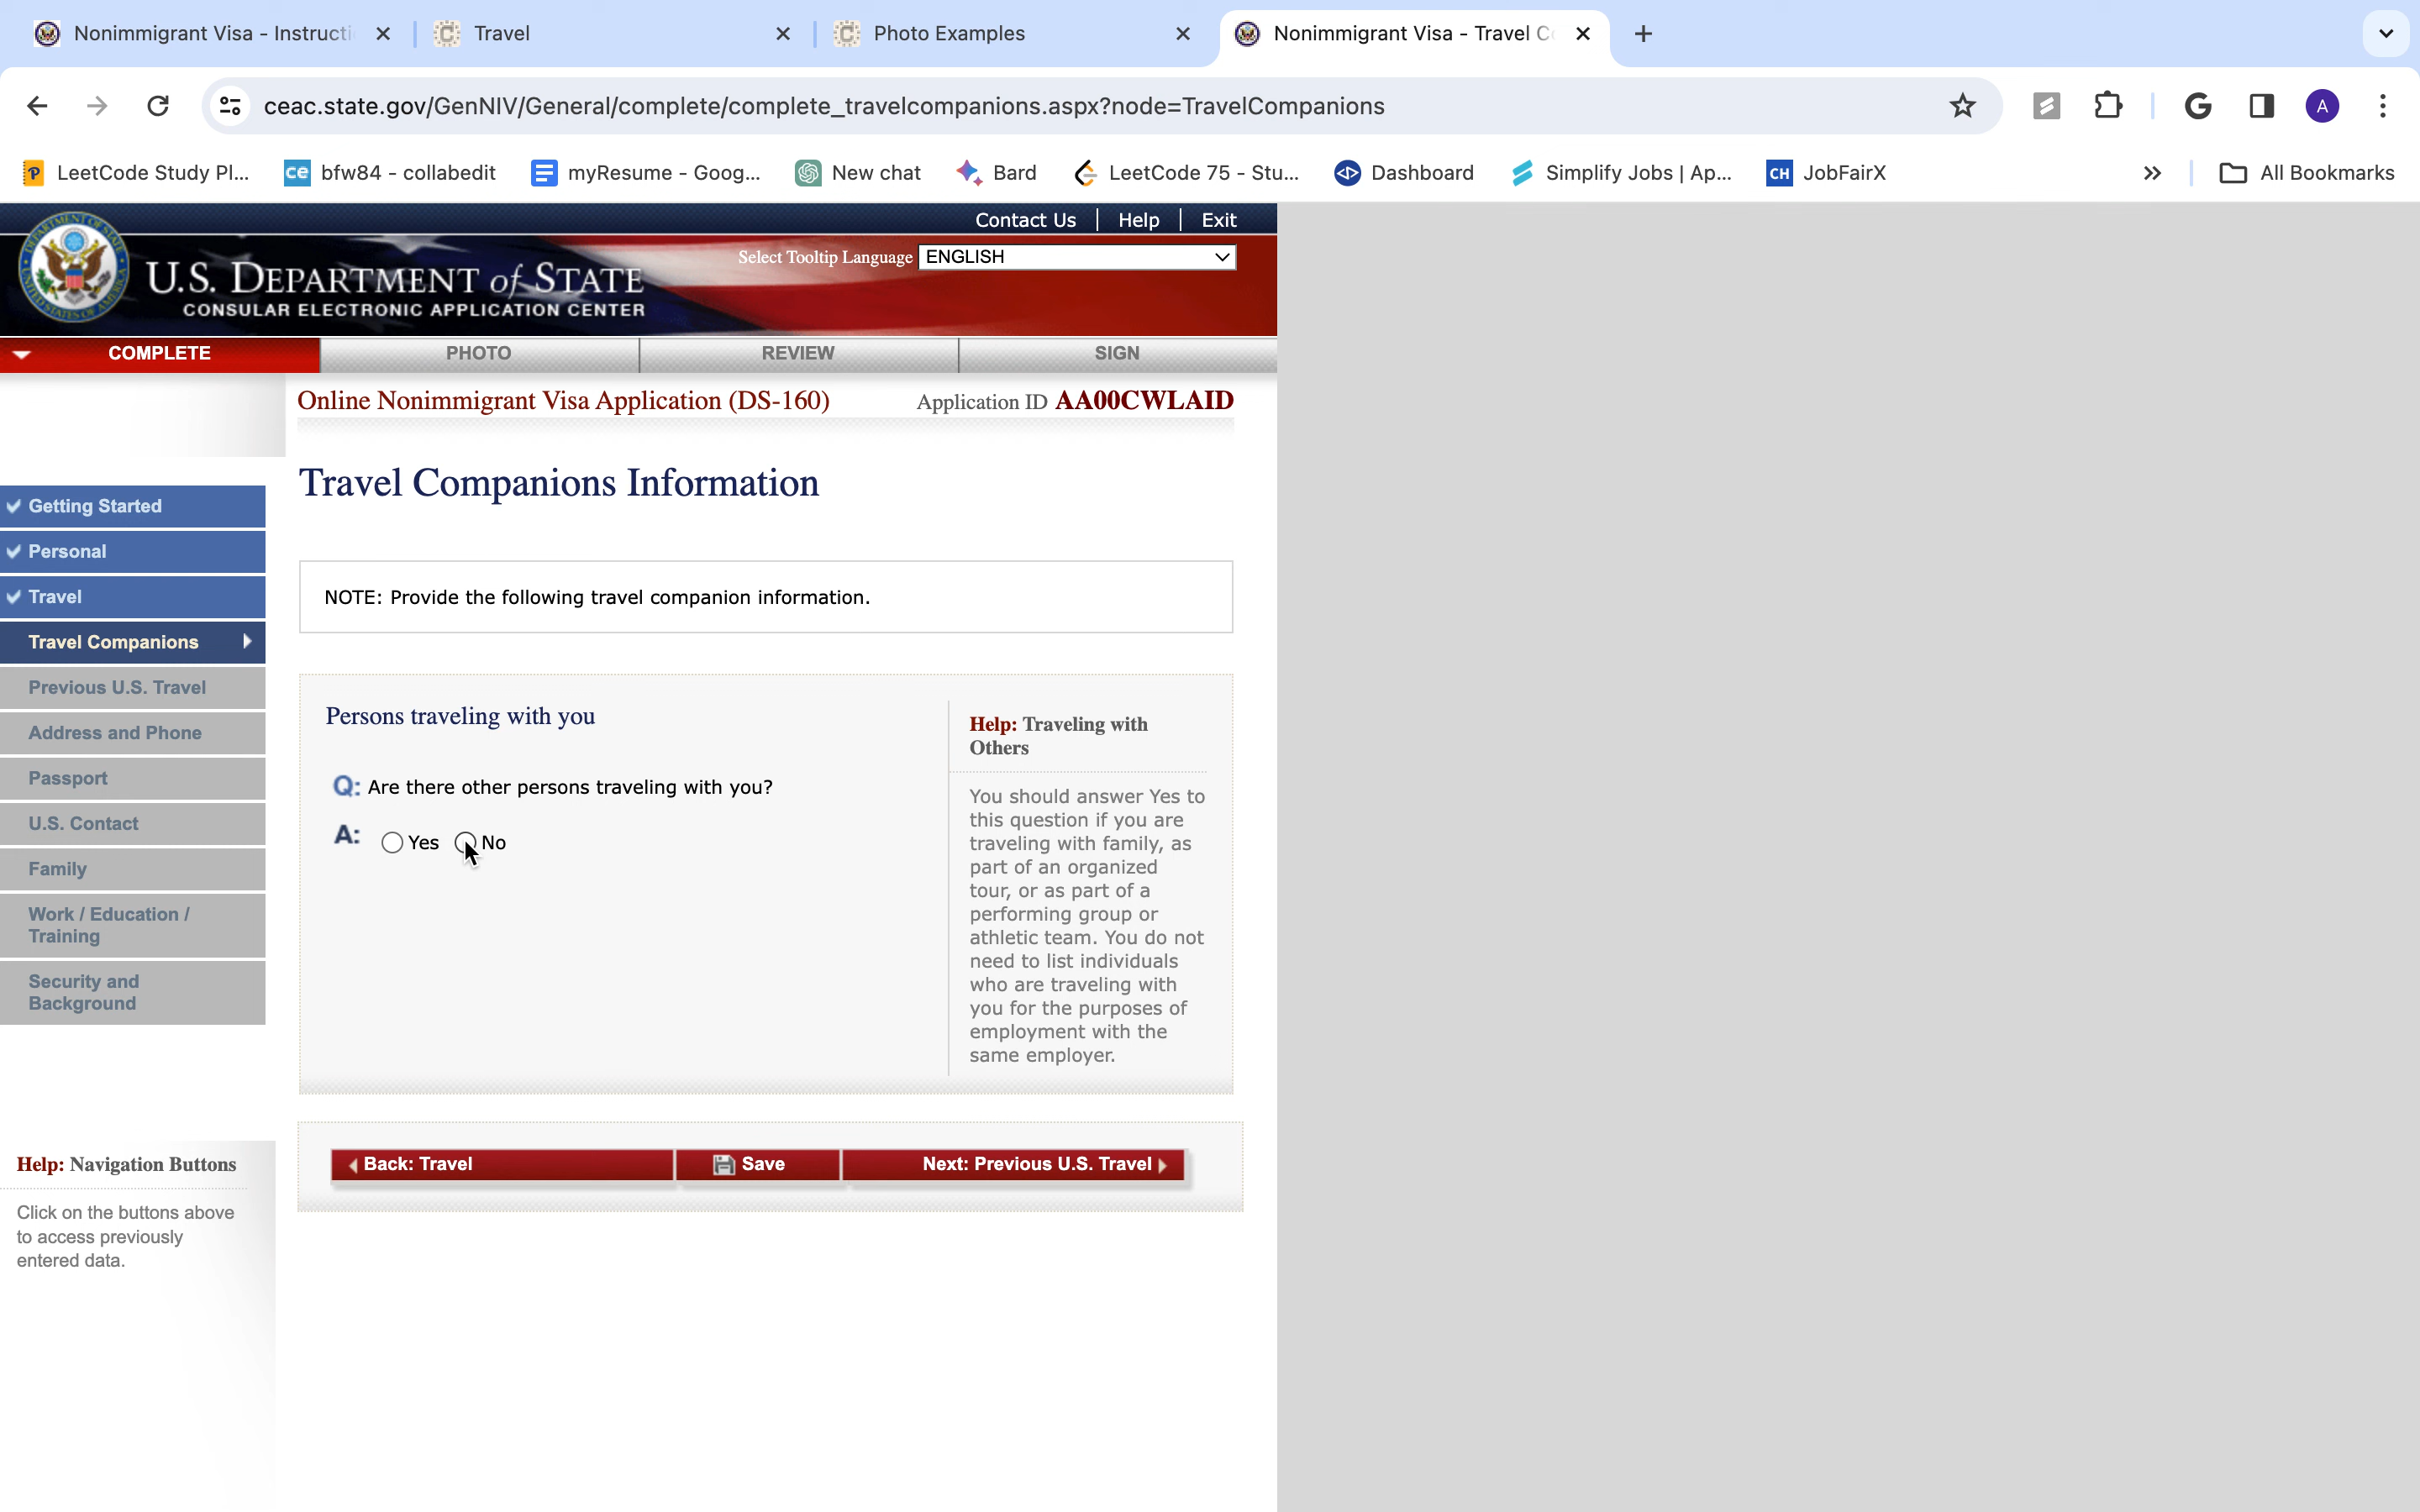 Nonimmigrant Visa - Instructi
Travel
Photo Examples
Nonimmigrant Visa - Travel C
ceac.state.gov/GenNIV/General/complete/complete_travelcompanions.aspx?node=TravelCompanions
A
LeetCode Study Pl...
ce bfw84 - collabedit
myResume - Goog...
New chat
Bard
LeetCode 75 - Stu...
Dashboard
Simplify Jobs | Ap...
CH JobFairX
All Bookmarks
Contact Us | Help | Exit
Select Tooltip Language ENGLISH
U.S. DEPARTMENT of STATE
CONSULAR ELECTRONIC APPLICATION CENTER
COMPLETE PHOTO REVIEW SIGN
Online Nonimmigrant Visa Application (DS-160)
Application ID AA00CWLAID
Travel Companions Information
Getting Started
Personal
Travel
Travel Companions
Previous U.S. Travel
Address and Phone
Passport
U.S. Contact
Family
Work / Education /
Training
Security and
Background
NOTE: Provide the following travel companion information.
Persons traveling with you
Q: Are there other persons traveling with you?
A: Yes No
Help: Traveling with
Others
You should answer Yes to
this question if you are
traveling with family, as
part of an organized
tour, or as part of a
performing group or
athletic team. You do not
need to list individuals
who are traveling with
you for the purposes of
employment with the
same employer.
Back: Travel
Save
Next: Previous U.S. Travel
Help: Navigation Buttons
Click on the buttons above
to access previously
entered data.